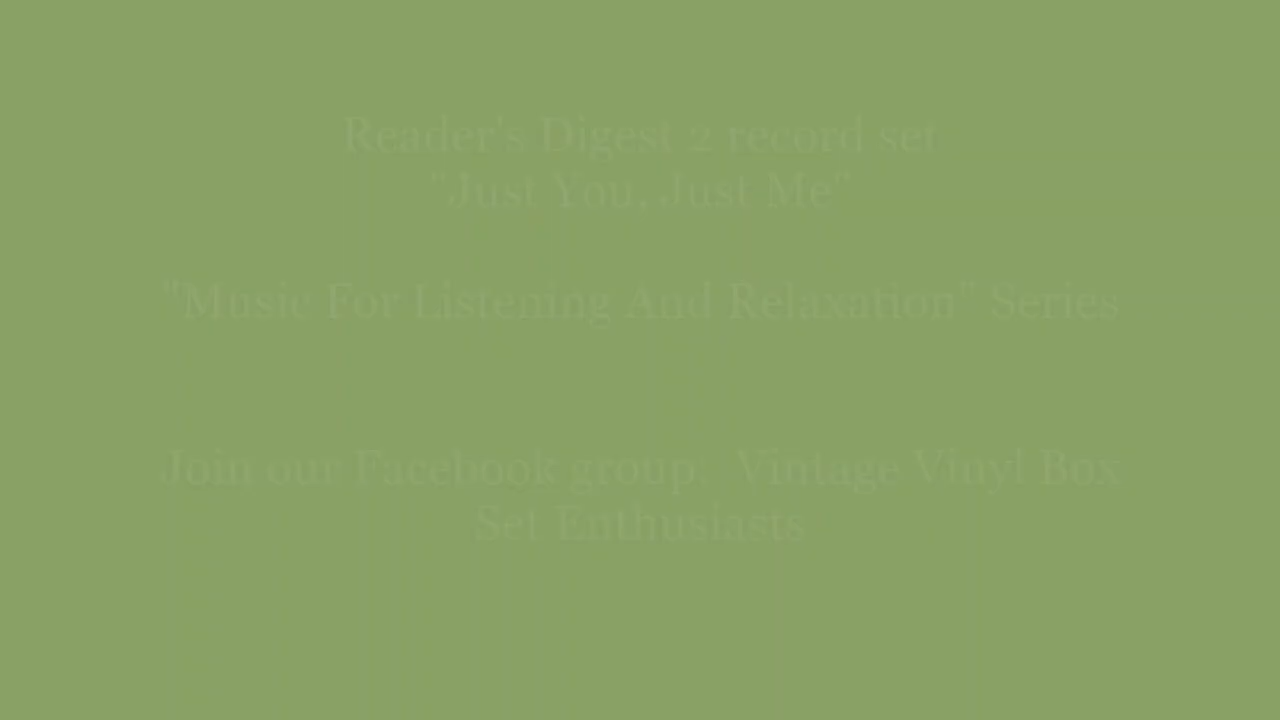 Reader's Digest 2 record set
"Just You, Just Me"
"Music For Listening And Relaxation" Series
Join our Facebook group: Vintage Vinyl Box
Set Enthusiasts